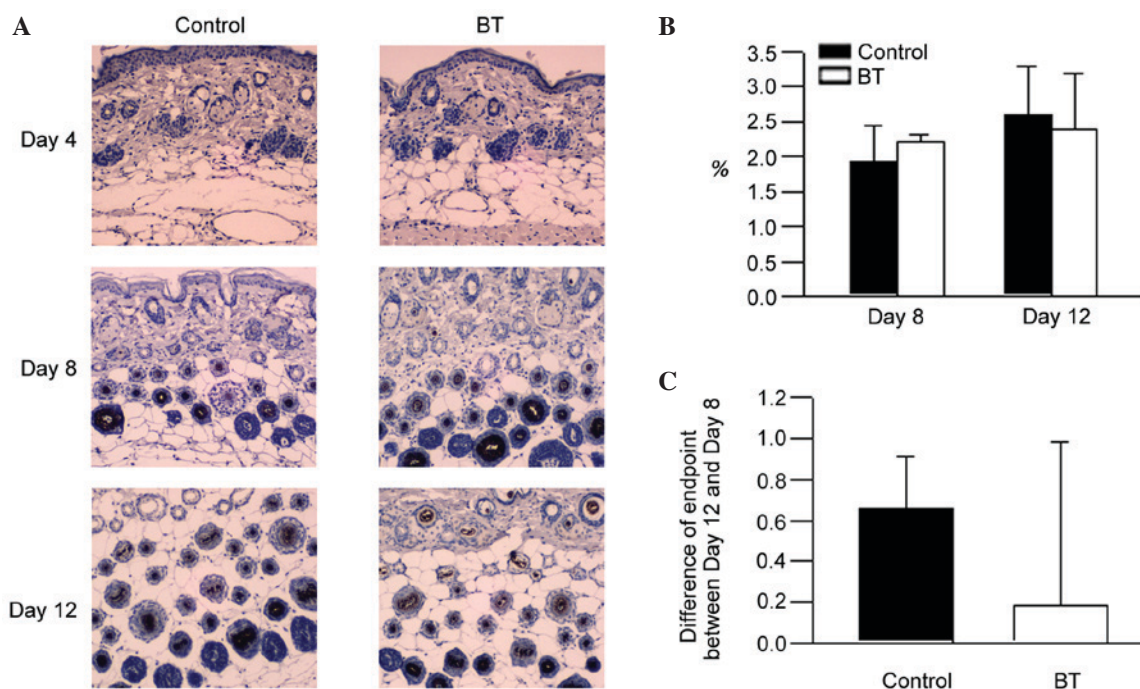 A
Control
BT
Day 4
Day 8
Day 12
B
Control
BT
3.5
3.0
2.5
2.0
1.5
1.0
0.5
0.0
%
Day 8
Day 12
C
1.2
1.0
0.8
0.6
0.4
0.2
0.0
Difference of endpoint
between Day 12 and Day 8
Control
BT